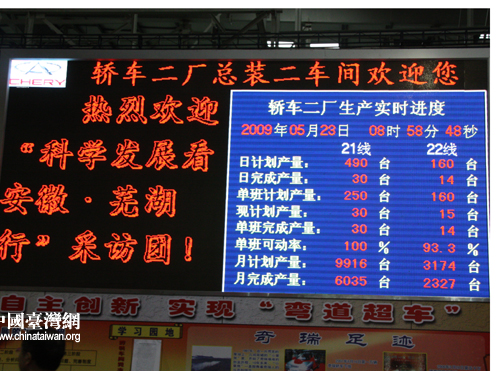 CHERY
轿车二厂总装二车间欢迎您
热烈欢迎
“科学发展看
安徽·芜湖
行”采访团！
轿车二厂生产实时进度
2009年05月23日 08时58分48秒
21线 22线
日计划产量： 490 台 160 台
日完成产量： 30 台 14 台
单班计划产量： 250 台 160 台
现计划产量： 30 台 15 台
单班完成产量： 30 台 14 台
单班可动率： 100 % 93.3 %
月计划产量： 9916 台 3174 台
月完成产量： 6035 台 2327 台
自主创新 实现“弯道超车”
中國臺灣網
www.chinataiwan.org
学习园地
奇瑞足迹